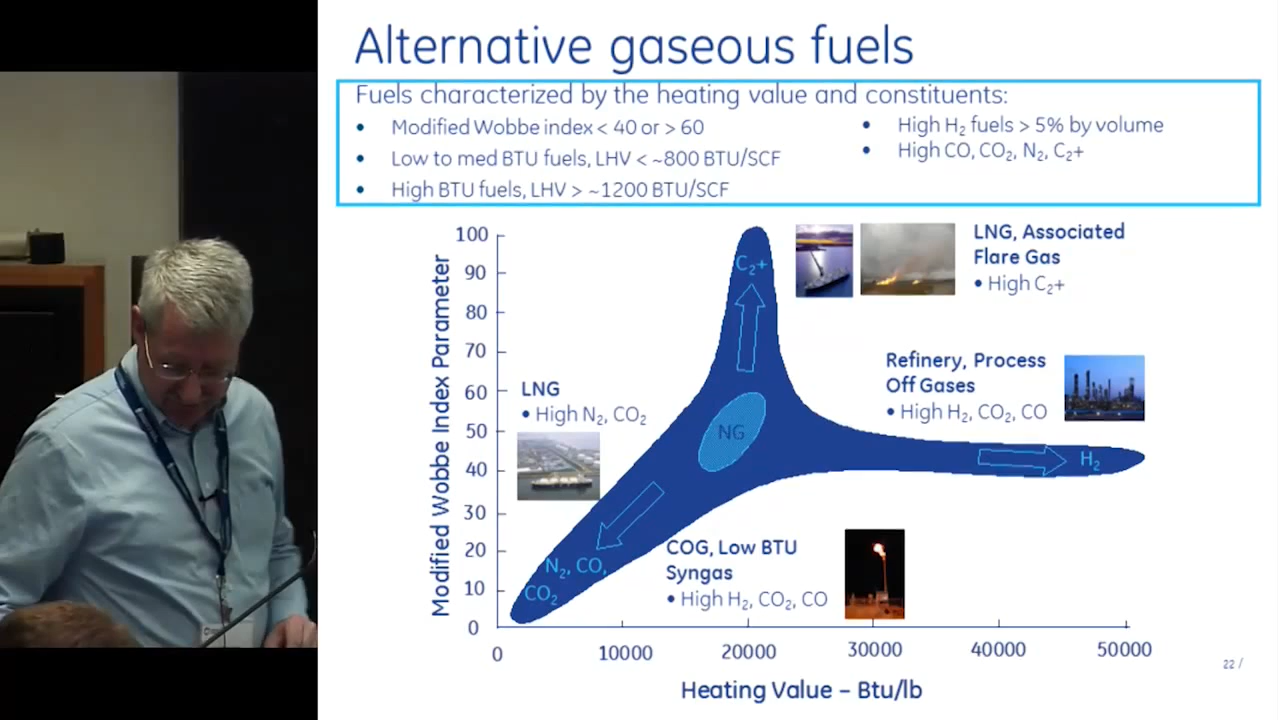 Alternative gaseous fuels
Fuels characterized by the heating value and constituents:
• Modified Wobbe index < 40 or > 60
• Low to med BTU fuels, LHV < ~800 BTU/SCF
• High BTU fuels, LHV > ~1200 BTU/SCF
• High H₂ fuels > 5% by volume
• High CO, CO₂, N₂, C₂+
Modified Wobbe Index Parameter
100
90
80
70
60
50
40
30
20
10
0
C₂+
LNG, Associated
Flare Gas
• High C₂+
Refinery, Process
Off Gases
• High H₂, CO₂, CO
LNG
• High N₂, CO₂
NG
H₂
N₂, CO,
CO₂
COG, Low BTU
Syngas
• High H₂, CO₂, CO
0
10000
20000
30000
40000
50000
Heating Value – Btu/lb
22 /